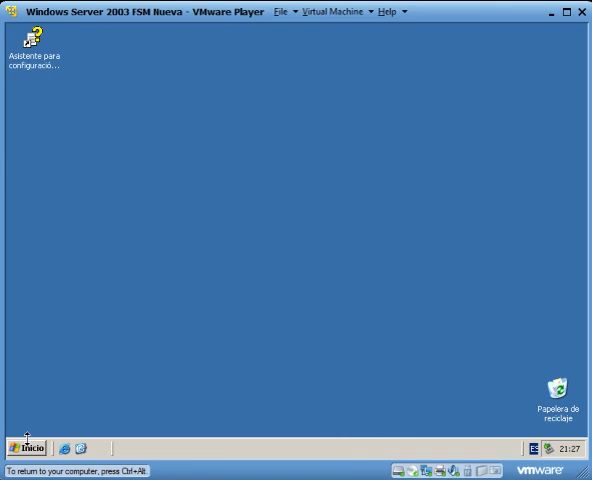 Windows Server 2003 FSM Nueva - VMware Player File Virtual Machine Help
Asistente para
configuració...
Papelera de
reciclaje
Inicio
ES
21:27
To return to your computer, press Ctrl+Alt.
vmware